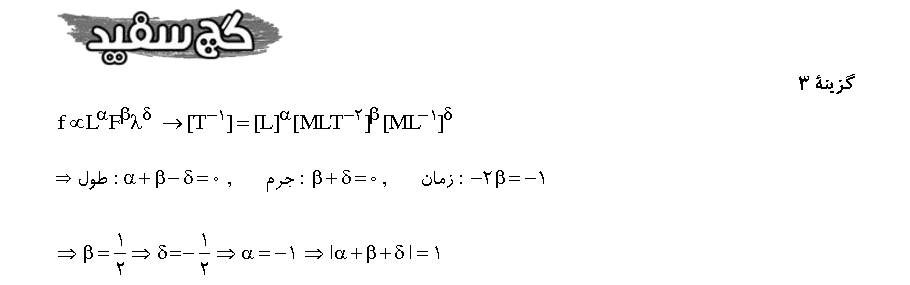 گچ سفید
گزینهٔ ۳
f ∝ L^α F^β λ^δ → [T^−۱] = [L]^α [MLT^−۲]^β [ML^−۱]^δ
⇒ طول : α + β − δ = ۰ , جرم : β + δ = ۰ , زمان : −۲β = −۱
⇒ β = ۱/۲ ⇒ δ = −۱/۲ ⇒ α = −۱ ⇒ |α + β + δ| = ۱